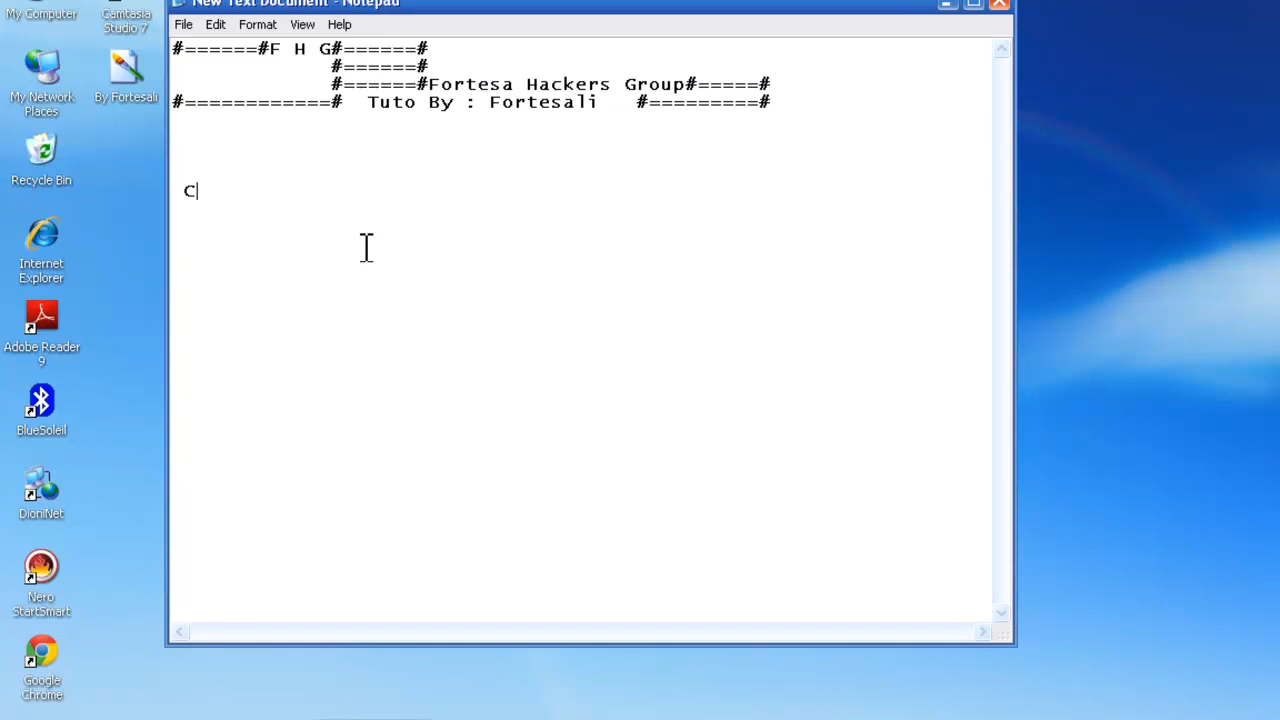 My Computer
Camtasia
Studio 7
My Network
Places
By Fortesali
Recycle Bin
Internet
Explorer
Adobe Reader
9
BlueSoleil
DioniNet
Nero
StartSmart
Google
Chrome
New Text Document - Notepad
File Edit Format View Help
#======#F H G#======#
#======#
#======#Fortesa Hackers Group#=====#
#============# Tuto By : Fortesali #=========#
C